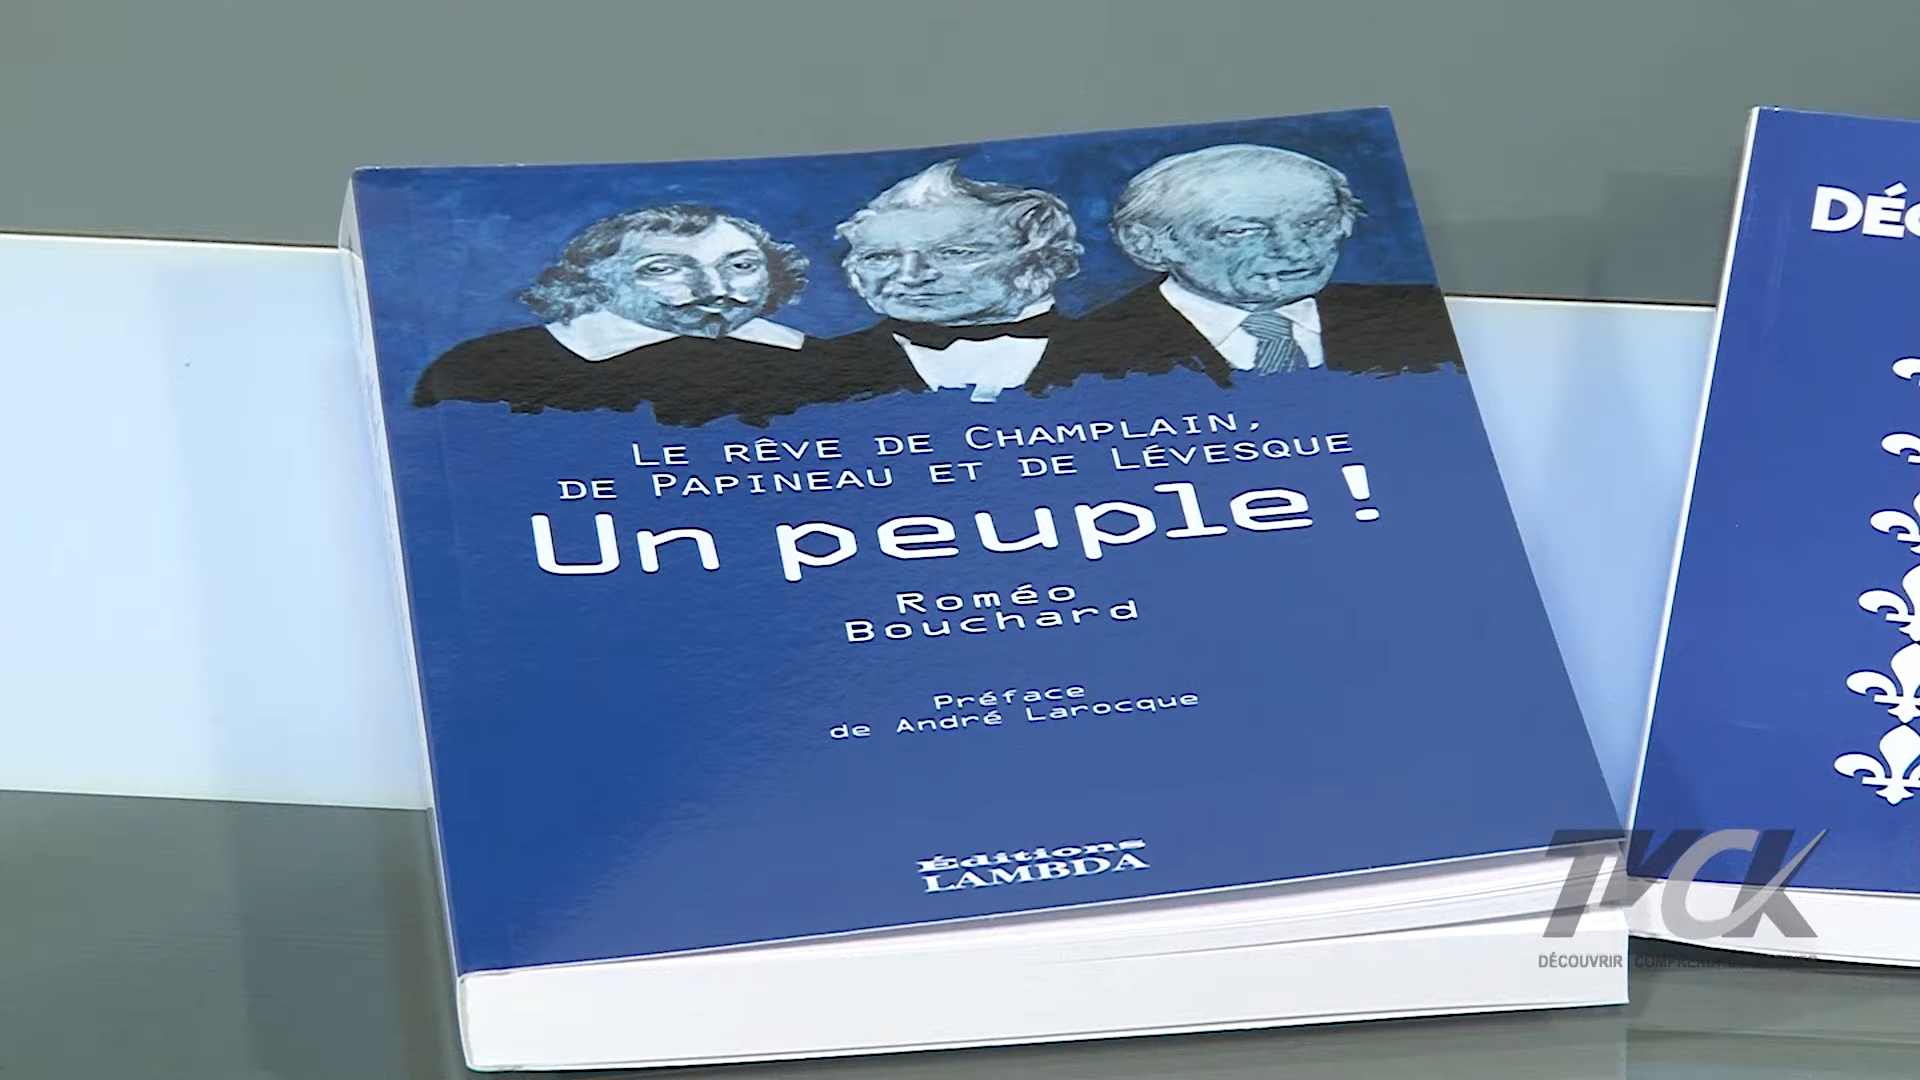 Le rêve de Champlain,
de Papineau et de Lévesque
Un peuple !
Roméo
Bouchard
Préface
de André Larocque
Éditions
LAMBDA
DÉC
TVCK
DÉCOUVRIR